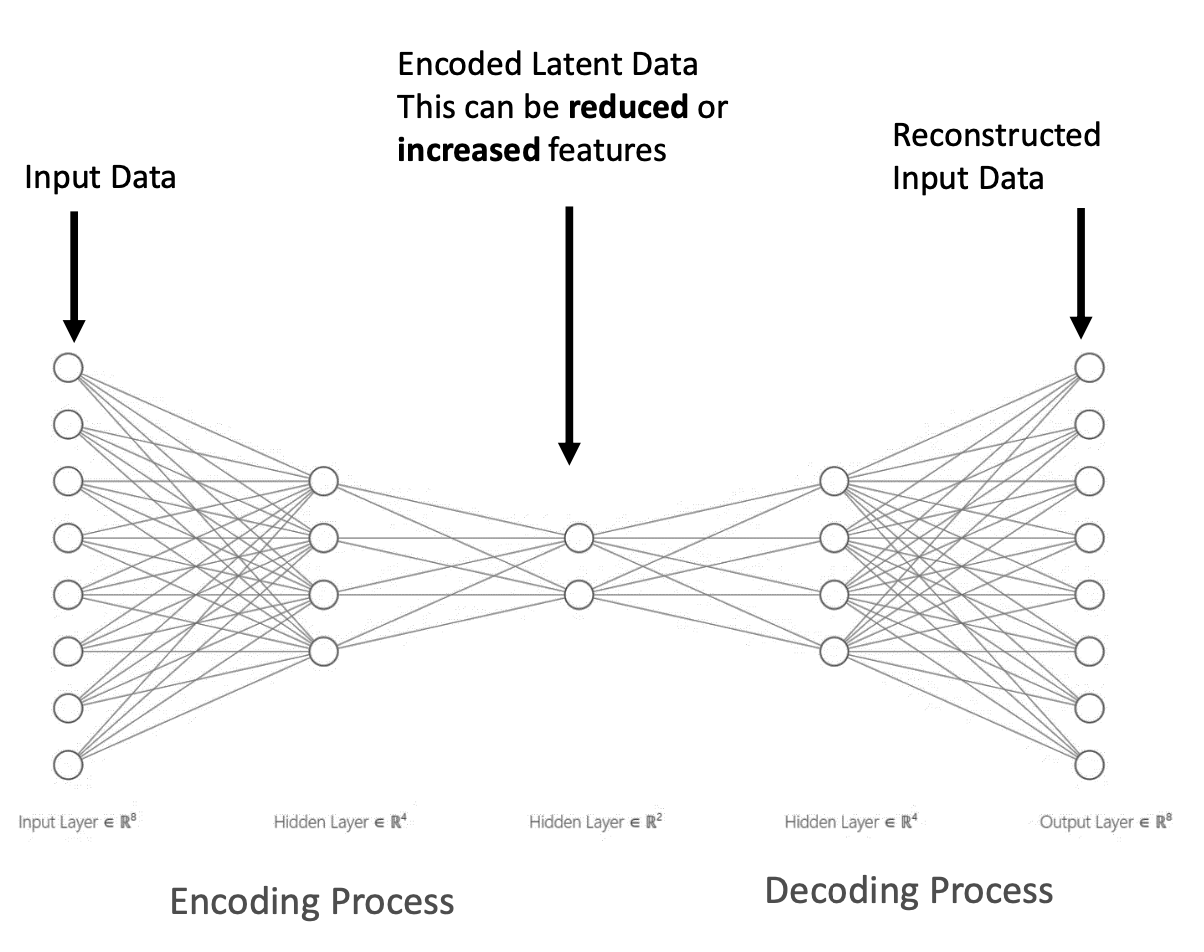 Encoded Latent Data
This can be reduced or
increased features
Input Data
Reconstructed
Input Data
Input Layer ∈ ℝ⁸
Hidden Layer ∈ ℝ⁴
Hidden Layer ∈ ℝ²
Hidden Layer ∈ ℝ⁴
Output Layer ∈ ℝ⁸
Encoding Process
Decoding Process